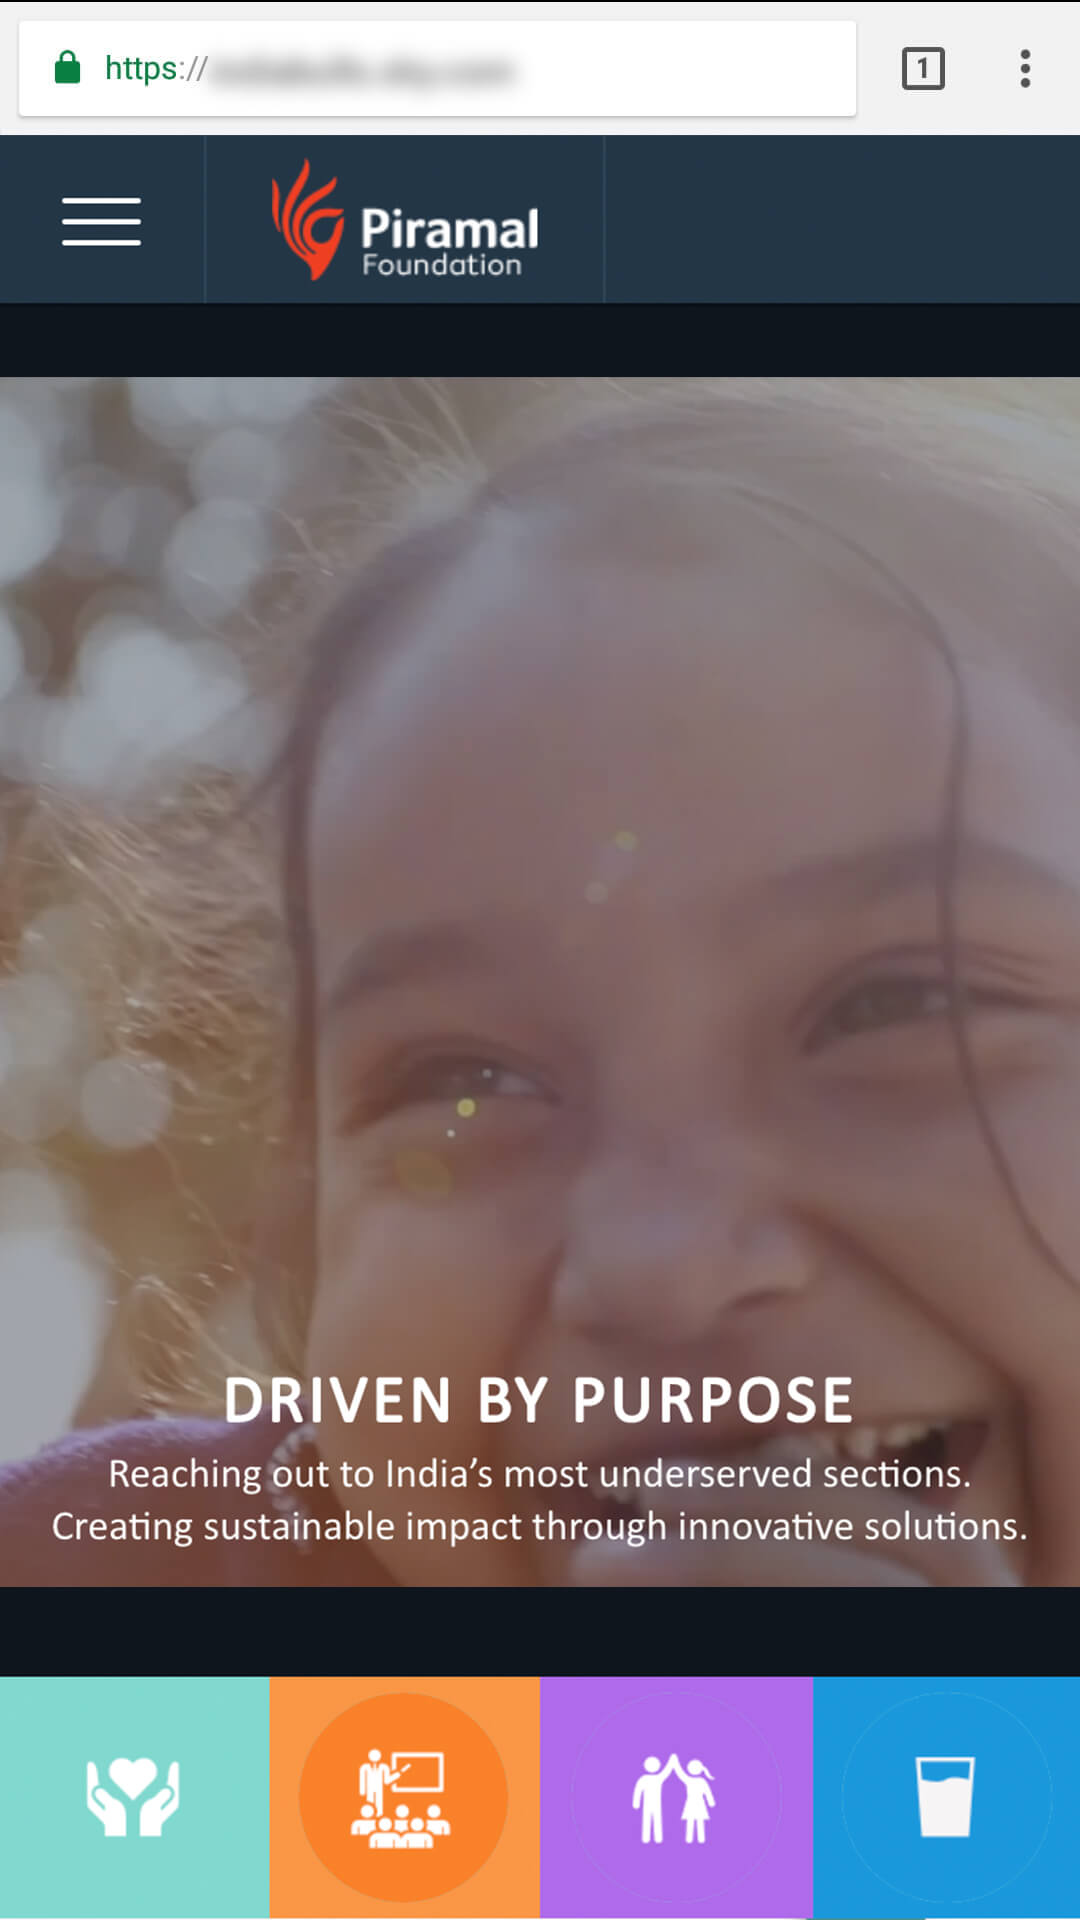 https://
1
Piramal
Foundation
DRIVEN BY PURPOSE
Reaching out to India’s most underserved sections.
Creating sustainable impact through innovative solutions.